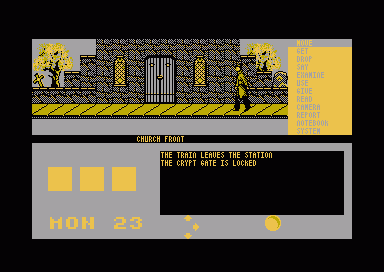 MOVE
GET
DROP
SAY
EXAMINE
USE
GIVE
READ
CAMERA
REPORT
NOTEBOOK
SYSTEM
CHURCH FRONT
THE TRAIN LEAVES THE STATION
THE CRYPT GATE IS LOCKED
MON 23